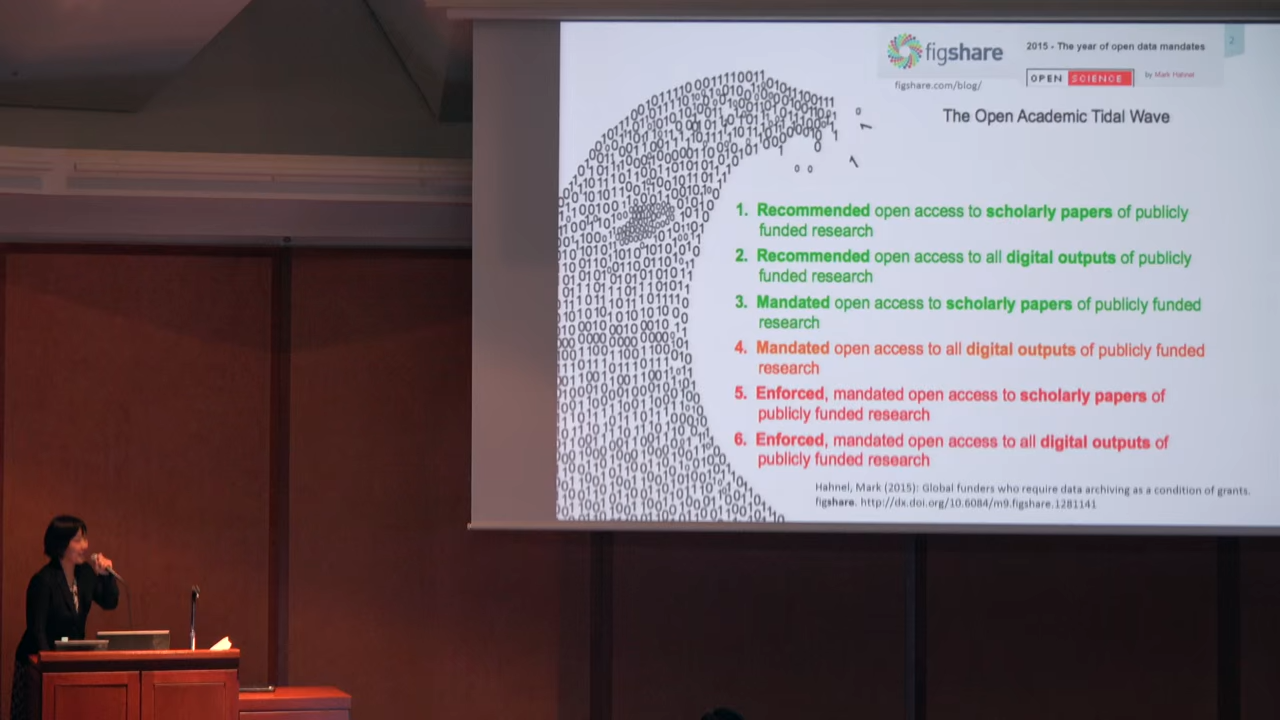 figshare
2015 - The year of open data mandates
2
OPEN SCIENCE
by Mark Hahnel
figshare.com/blog/
The Open Academic Tidal Wave
1. Recommended open access to scholarly papers of publicly
funded research
2. Recommended open access to all digital outputs of publicly
funded research
3. Mandated open access to scholarly papers of publicly funded
research
4. Mandated open access to all digital outputs of publicly funded
research
5. Enforced, mandated open access to scholarly papers of
publicly funded research
6. Enforced, mandated open access to all digital outputs of
publicly funded research
Hahnel, Mark (2015): Global funders who require data archiving as a condition of grants.
figshare. http://dx.doi.org/10.6084/m9.figshare.1281141